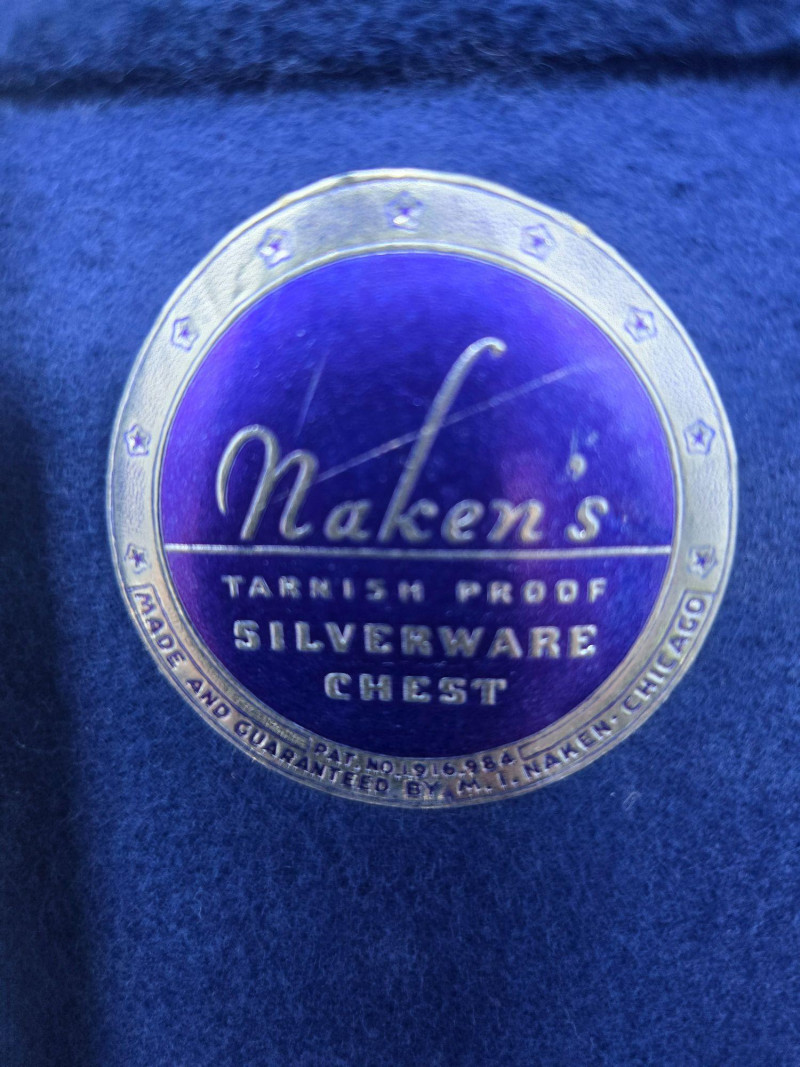 Naken's
TARNISH PROOF
SILVERWARE
CHEST
PAT. NO. 1,916,984
MADE AND GUARANTEED BY M. I. NAKEN · CHICAGO